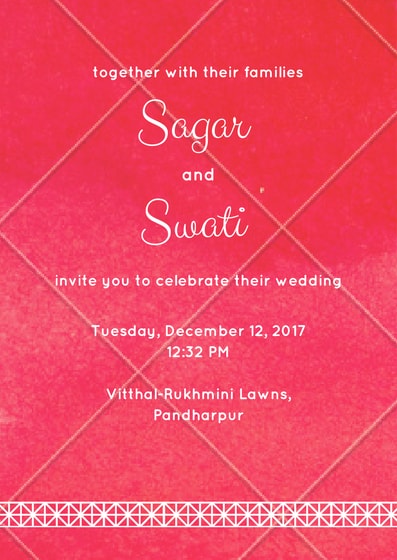 together with their families
Sagar
and
Swati
invite you to celebrate their wedding
Tuesday, December 12, 2017
12:32 PM
Vitthal-Rukhmini Lawns,
Pandharpur